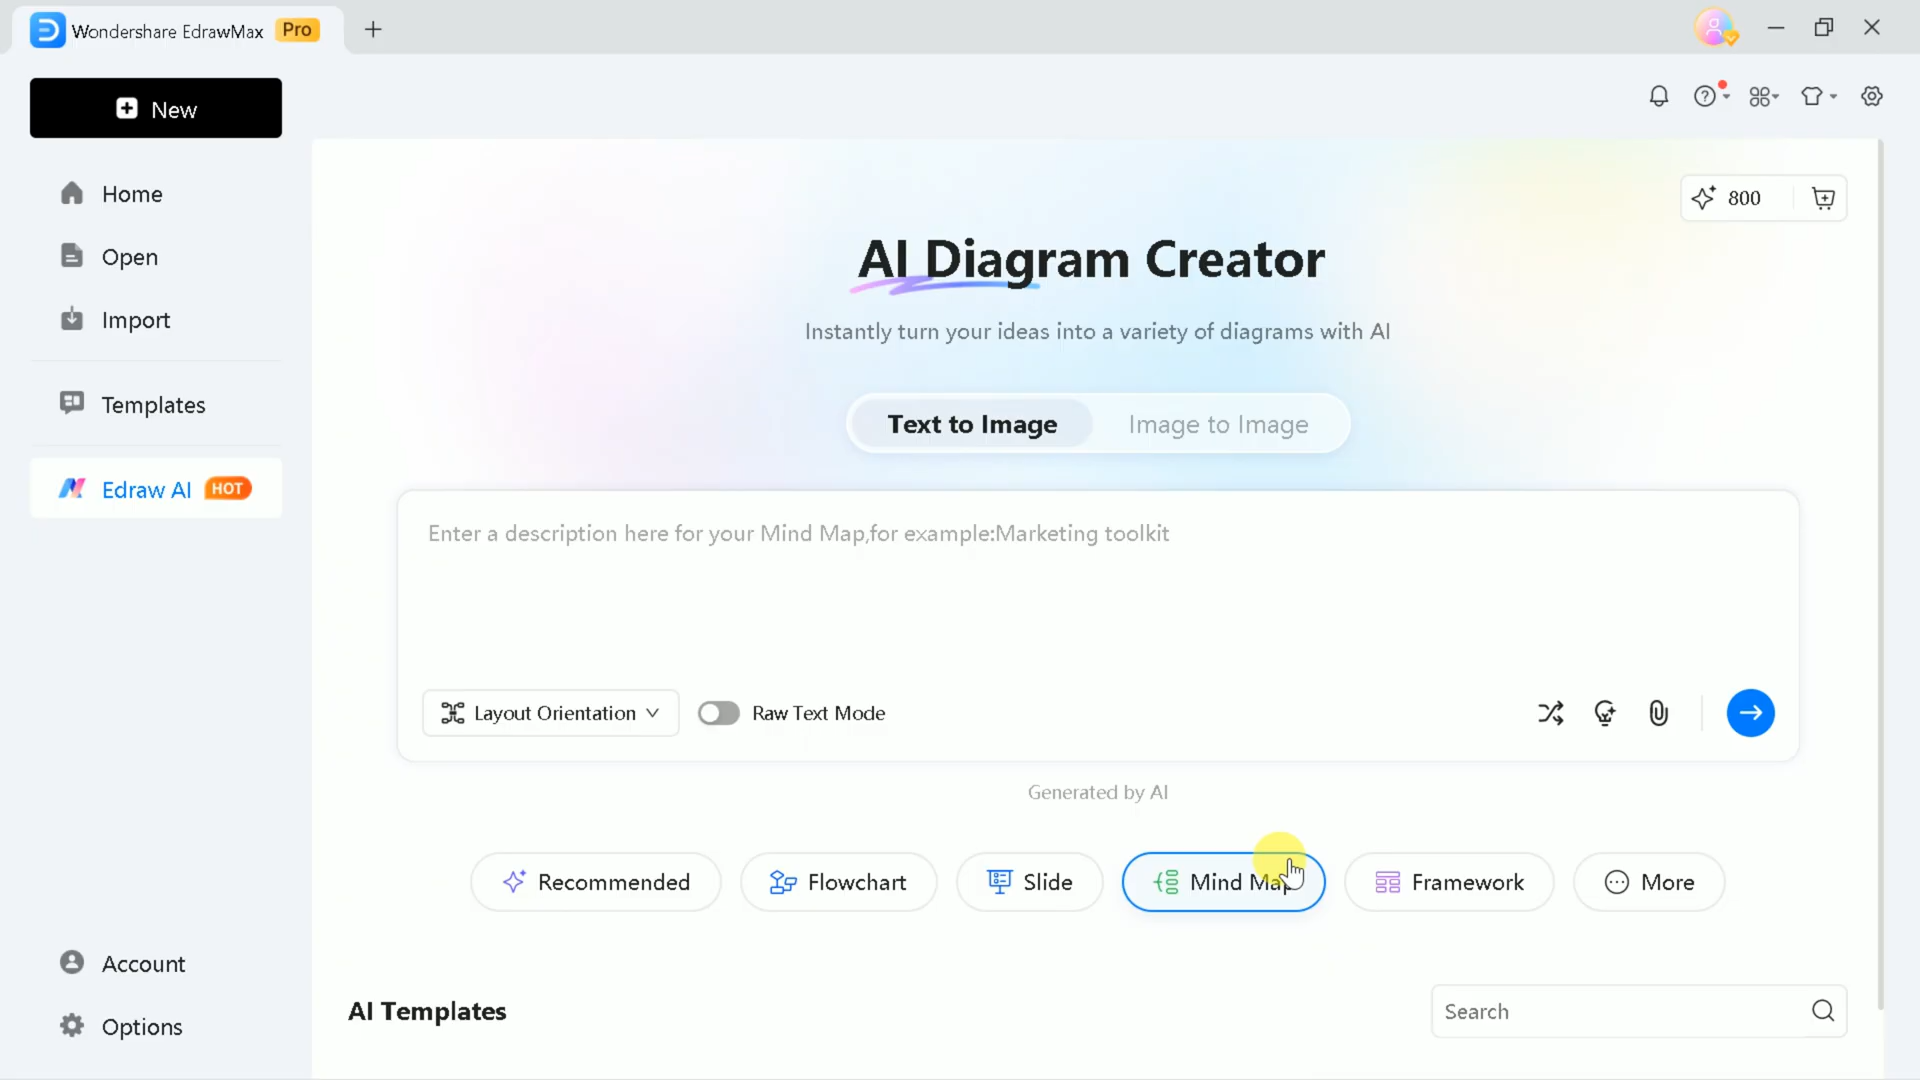 Wondershare EdrawMax Pro
New
Home
Open
Import
Templates
Edraw AI HOT
Account
Options
800
AI Diagram Creator
Instantly turn your ideas into a variety of diagrams with AI
Text to Image
Image to Image
Enter a description here for your Mind Map,for example:Marketing toolkit
Layout Orientation
Raw Text Mode
Generated by AI
Recommended
Flowchart
Slide
Mind Map
Framework
More
AI Templates
Search